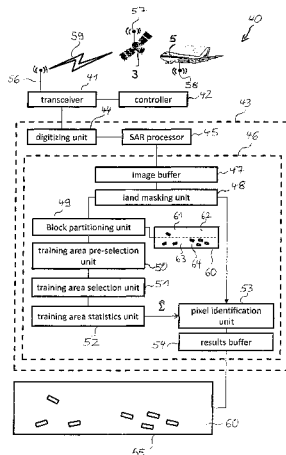 57
40
59
5
56
3
58
41
transceiver
controller
42
43
44
digitizing unit
SAR processor
45
46
image buffer
47
land masking unit
48
49
Block partitioning unit
61
62
63
64
60
training area pre-selection unit
50
training area selection unit
51
53
training area statistics unit
Σ
pixel identification unit
52
54
results buffer
60
55